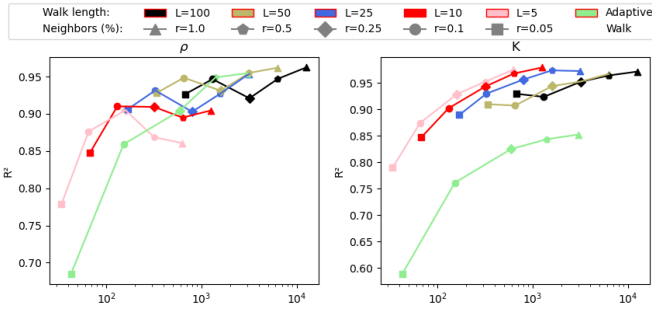 Walk length: L=100 L=50 L=25 L=10 L=5 Adaptive
Neighbors (%): r=1.0 r=0.5 r=0.25 r=0.1 r=0.05 Walk
ρ K
R² 0.95 0.90 0.85 0.80 0.75 0.70
10² 10³ 10⁴
R² 0.95 0.90 0.85 0.80 0.75 0.70 0.65 0.60
10² 10³ 10⁴